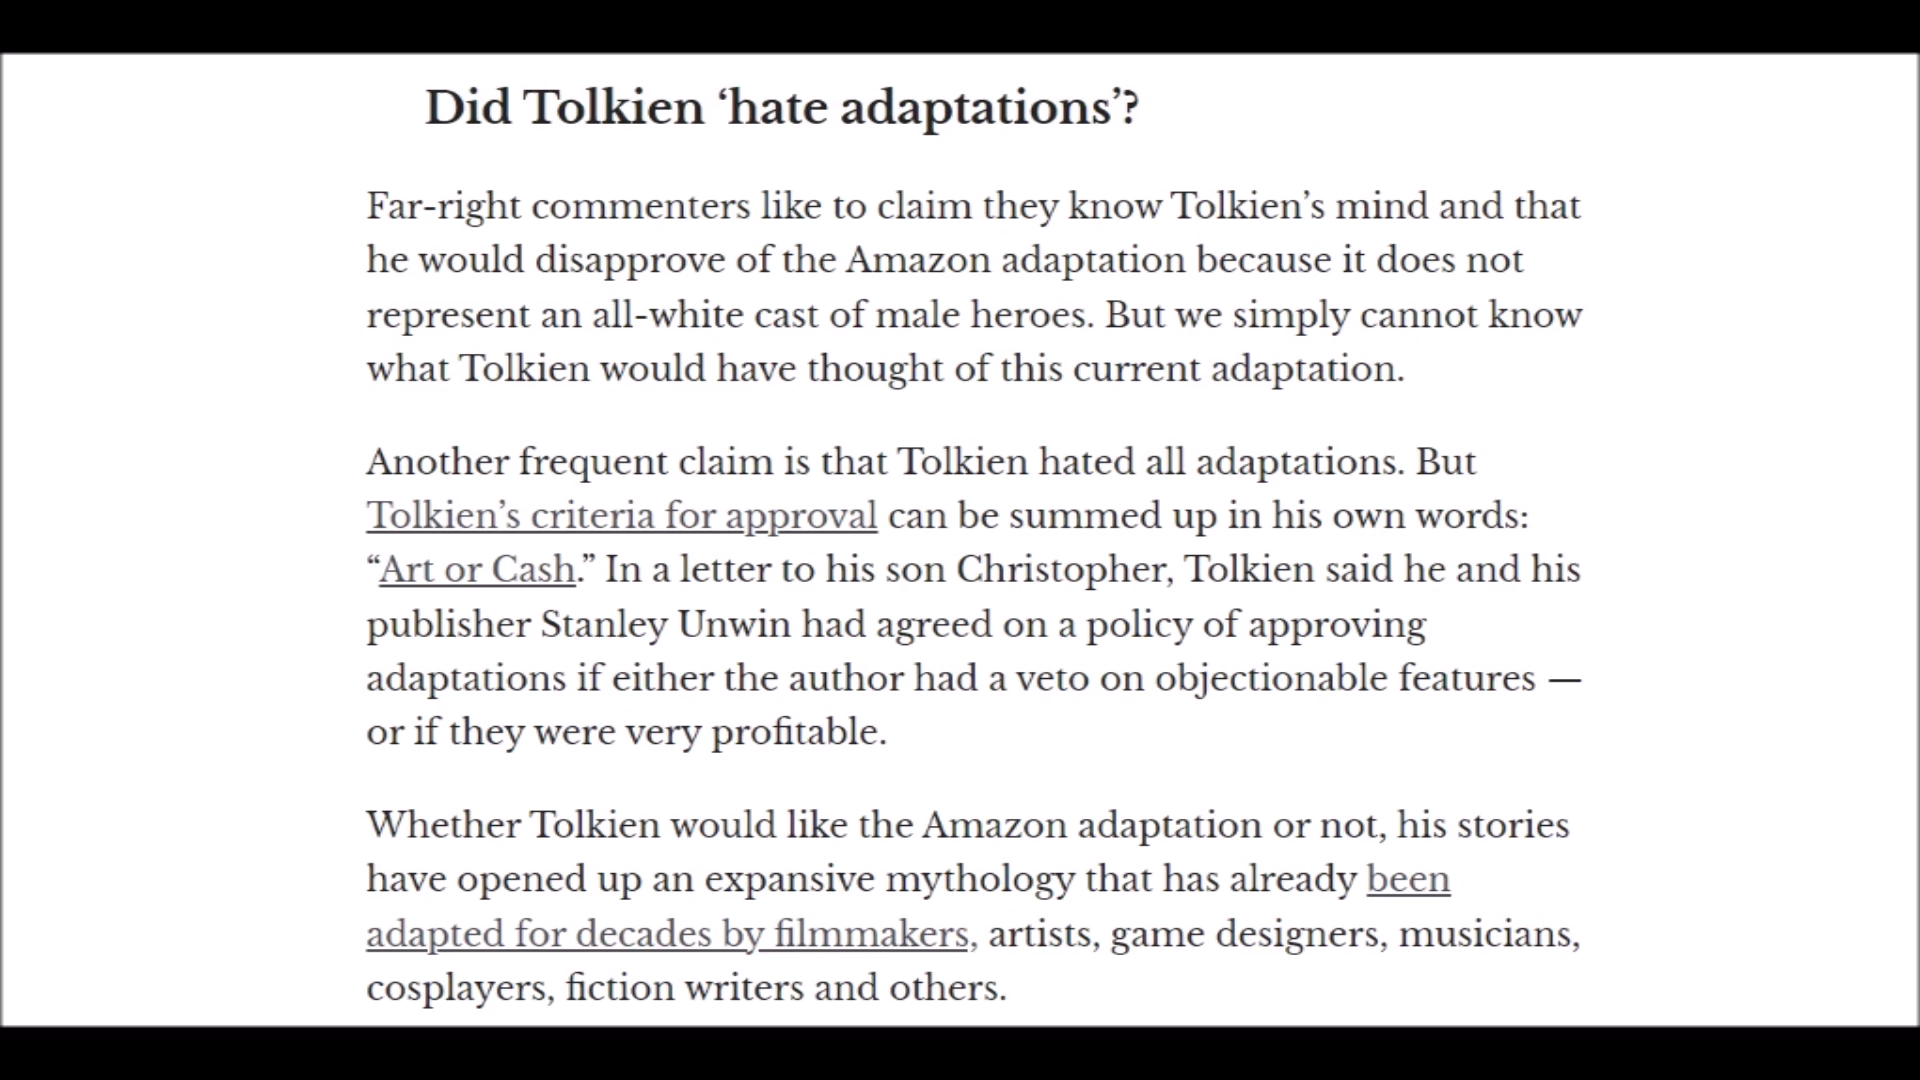 Did Tolkien ‘hate adaptations’?
Far-right commenters like to claim they know Tolkien’s mind and that
he would disapprove of the Amazon adaptation because it does not
represent an all-white cast of male heroes. But we simply cannot know
what Tolkien would have thought of this current adaptation.
Another frequent claim is that Tolkien hated all adaptations. But
Tolkien’s criteria for approval can be summed up in his own words:
“Art or Cash.” In a letter to his son Christopher, Tolkien said he and his
publisher Stanley Unwin had agreed on a policy of approving
adaptations if either the author had a veto on objectionable features —
or if they were very profitable.
Whether Tolkien would like the Amazon adaptation or not, his stories
have opened up an expansive mythology that has already been
adapted for decades by filmmakers, artists, game designers, musicians,
cosplayers, fiction writers and others.